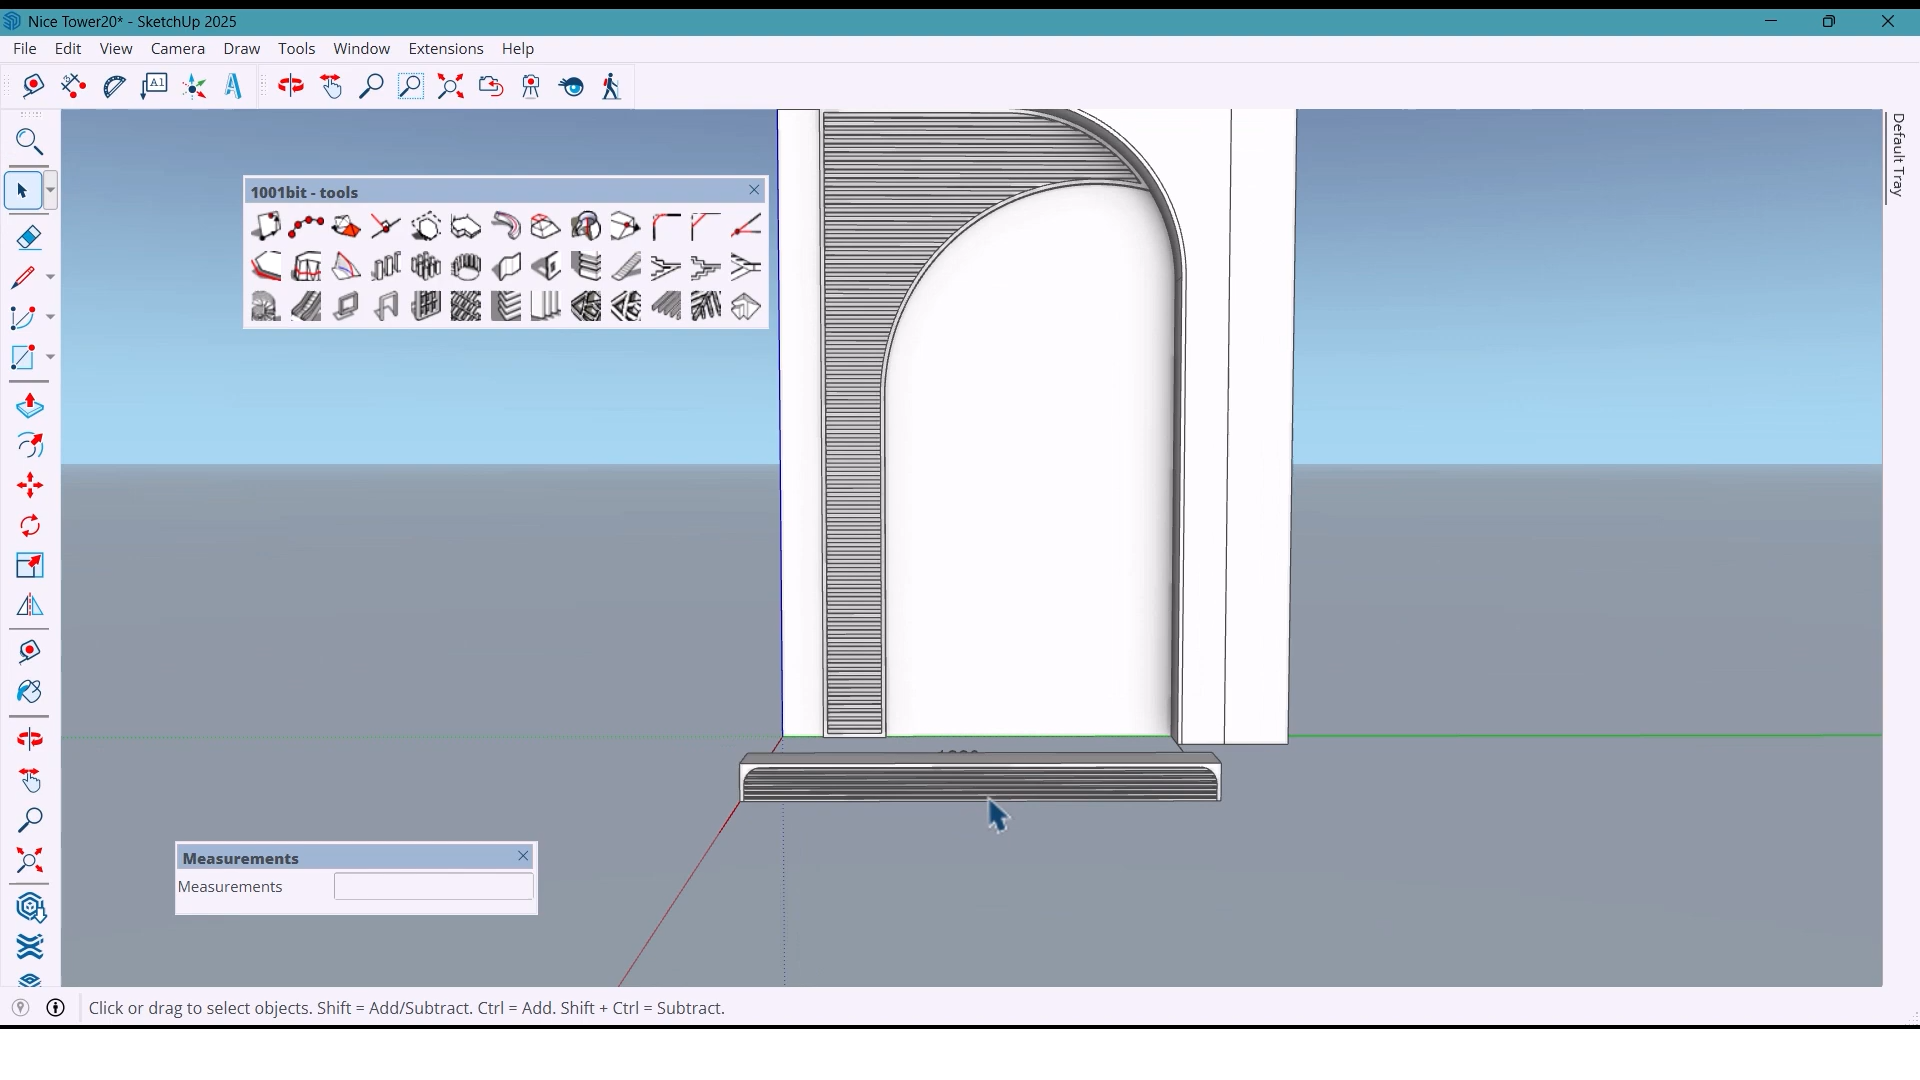 Nice Tower20* - SketchUp 2025
File Edit View Camera Draw Tools Window Extensions Help
A1
Default Tray
1001bit - tools
Measurements
Measurements
Click or drag to select objects. Shift = Add/Subtract. Ctrl = Add. Shift + Ctrl = Subtract.